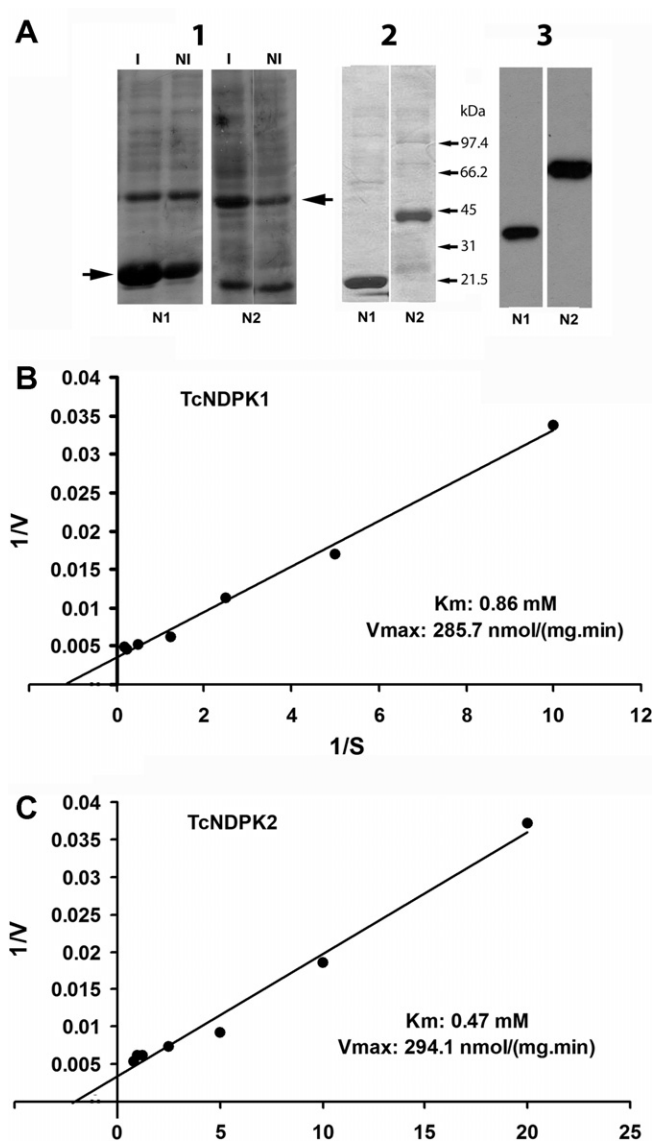 A 1 2 3
I NI I NI
kDa
97.4
66.2
45
31
21.5
N1 N2 N1 N2 N1 N2
B
TcNDPK1
0.04
0.035
0.03
0.025
0.02
0.015
0.01
0.005
1/V
Km: 0.86 mM
Vmax: 285.7 nmol/(mg.min)
0 2 4 6 8 10 12
1/S
C
TcNDPK2
0.04
0.035
0.03
0.025
0.02
0.015
0.01
0.005
1/V
Km: 0.47 mM
Vmax: 294.1 nmol/(mg.min)
0 5 10 15 20 25